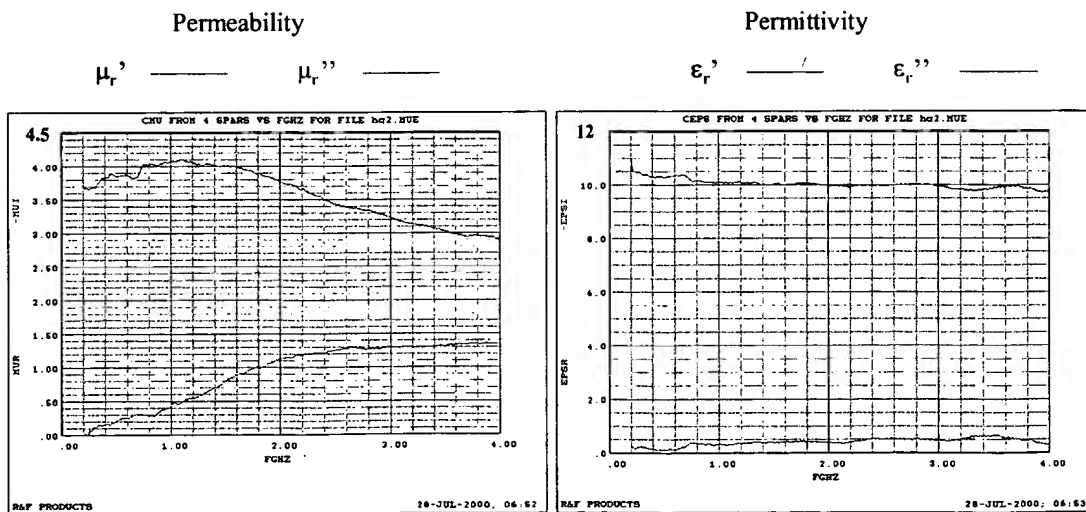 Permeability
μr' μr''
CMU FROM 4 SPARS VS FGHZ FOR FILE hq2.MUE
4.5
4.00
3.50
3.00
2.50
2.00
1.50
1.00
.50
.00
-MUI
MUR
.00 1.00 2.00 3.00 4.00
FGHZ
R&F PRODUCTS 28-JUL-2000, 06:52
Permittivity
εr' εr''
CEPS FROM 4 SPARS VS FGHZ FOR FILE hq2.MUE
12
10.0
8.0
6.0
4.0
2.0
.0
-EPSI
EPSR
.00 1.00 2.00 3.00 4.00
FGHZ
R&F PRODUCTS 28-JUL-2000; 06:53